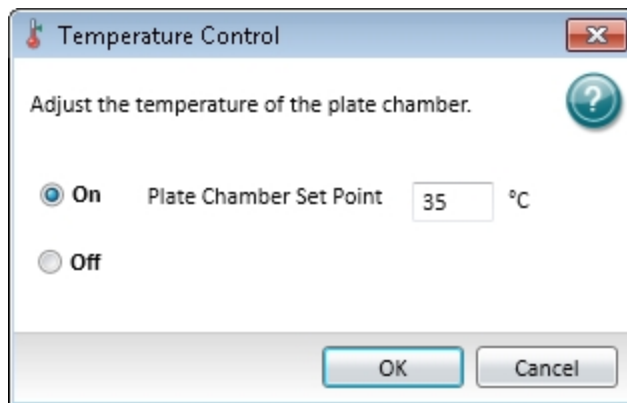 Temperature Control
Adjust the temperature of the plate chamber.
?
On Plate Chamber Set Point 35 °C
Off
OK Cancel